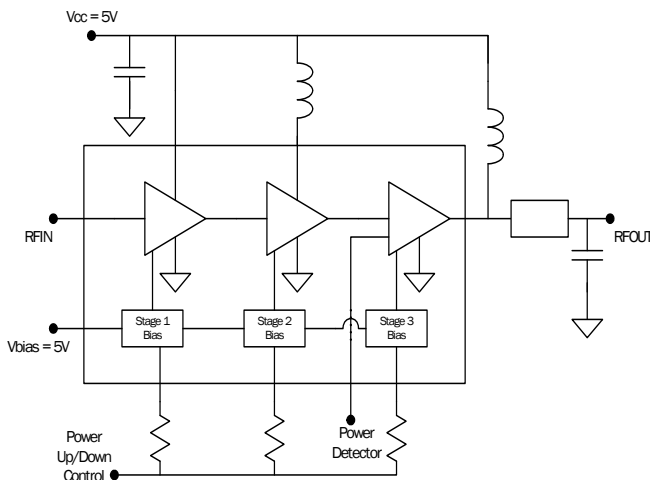 Vcc = 5V
RFIN
RFOUT
Stage 1
Bias
Stage 2
Bias
Stage 3
Bias
Vbias = 5V
Power
Up/Down
Control
Power
Detector